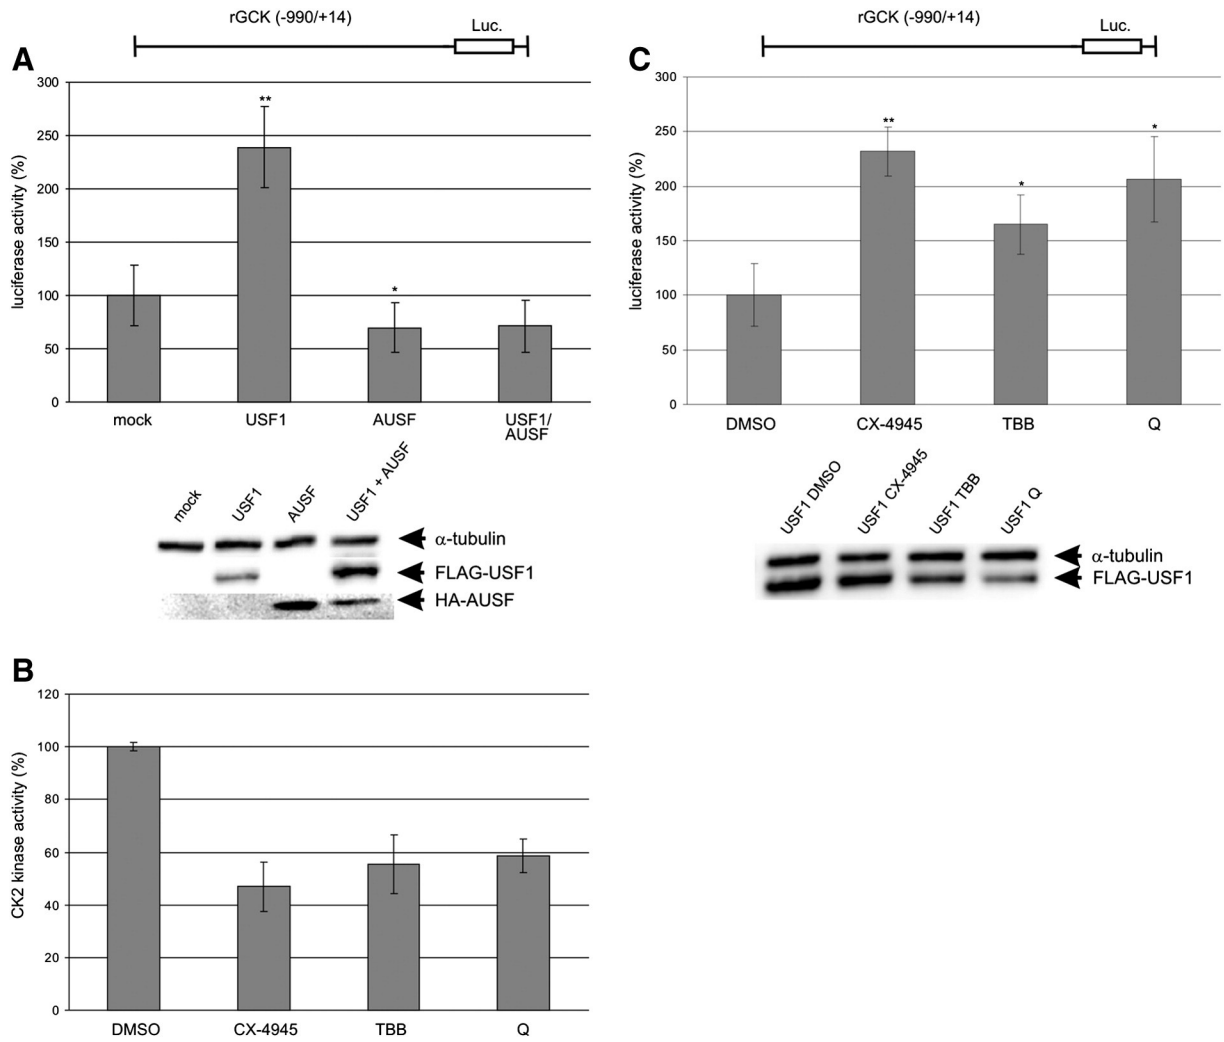 A
rGCK (-990/+14)
Luc.
luciferase activity (%)
300
250
200
150
100
50
0
**
*
mock
USF1
AUSF
USF1/
AUSF
mock
USF1
AUSF
USF1 + AUSF
α-tubulin
FLAG-USF1
HA-AUSF
B
CK2 kinase activity (%)
120
100
80
60
40
20
0
DMSO
CX-4945
TBB
Q
C
rGCK (-990/+14)
Luc.
luciferase activity (%)
300
250
200
150
100
50
0
**
*
*
DMSO
CX-4945
TBB
Q
USF1 DMSO
USF1 CX-4945
USF1 TBB
USF1 Q
α-tubulin
FLAG-USF1